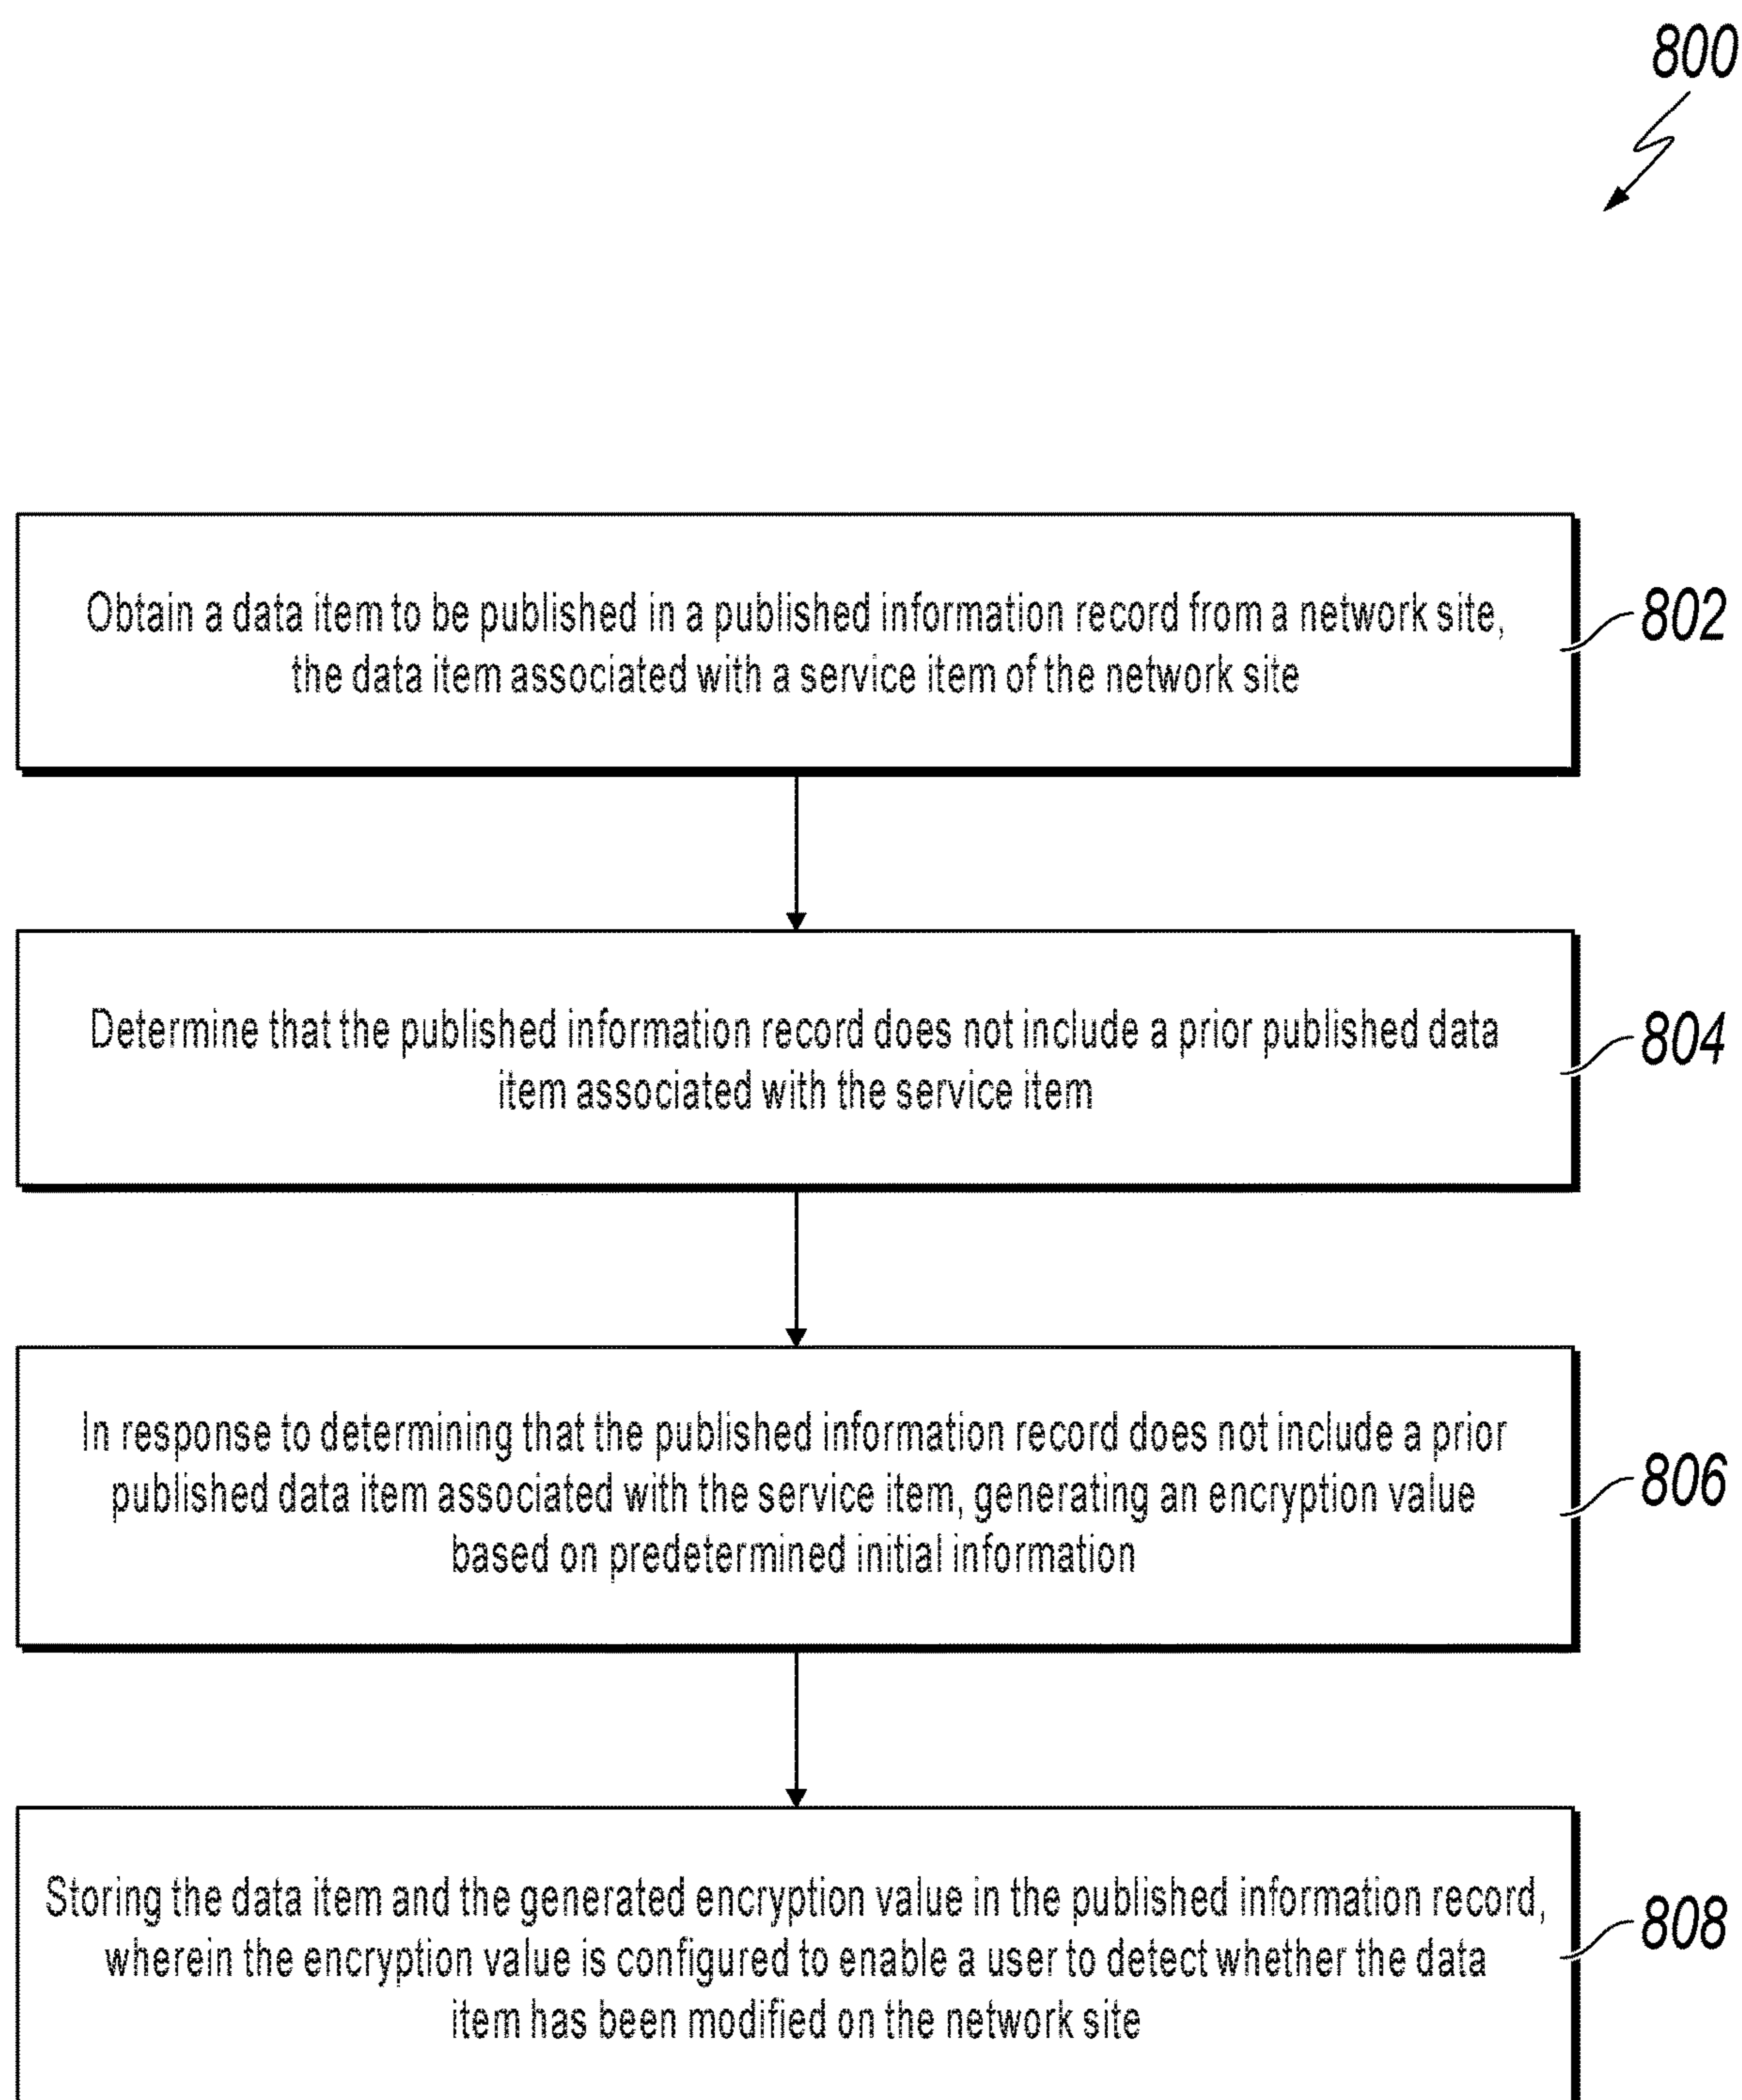 800
Obtain a data item to be published in a published information record from a network site,
the data item associated with a service item of the network site
802
Determine that the published information record does not include a prior published data
item associated with the service item
804
In response to determining that the published information record does not include a prior
published data item associated with the service item, generating an encryption value
based on predetermined initial information
806
Storing the data item and the generated encryption value in the published information record,
wherein the encryption value is configured to enable a user to detect whether the data
item has been modified on the network site
808